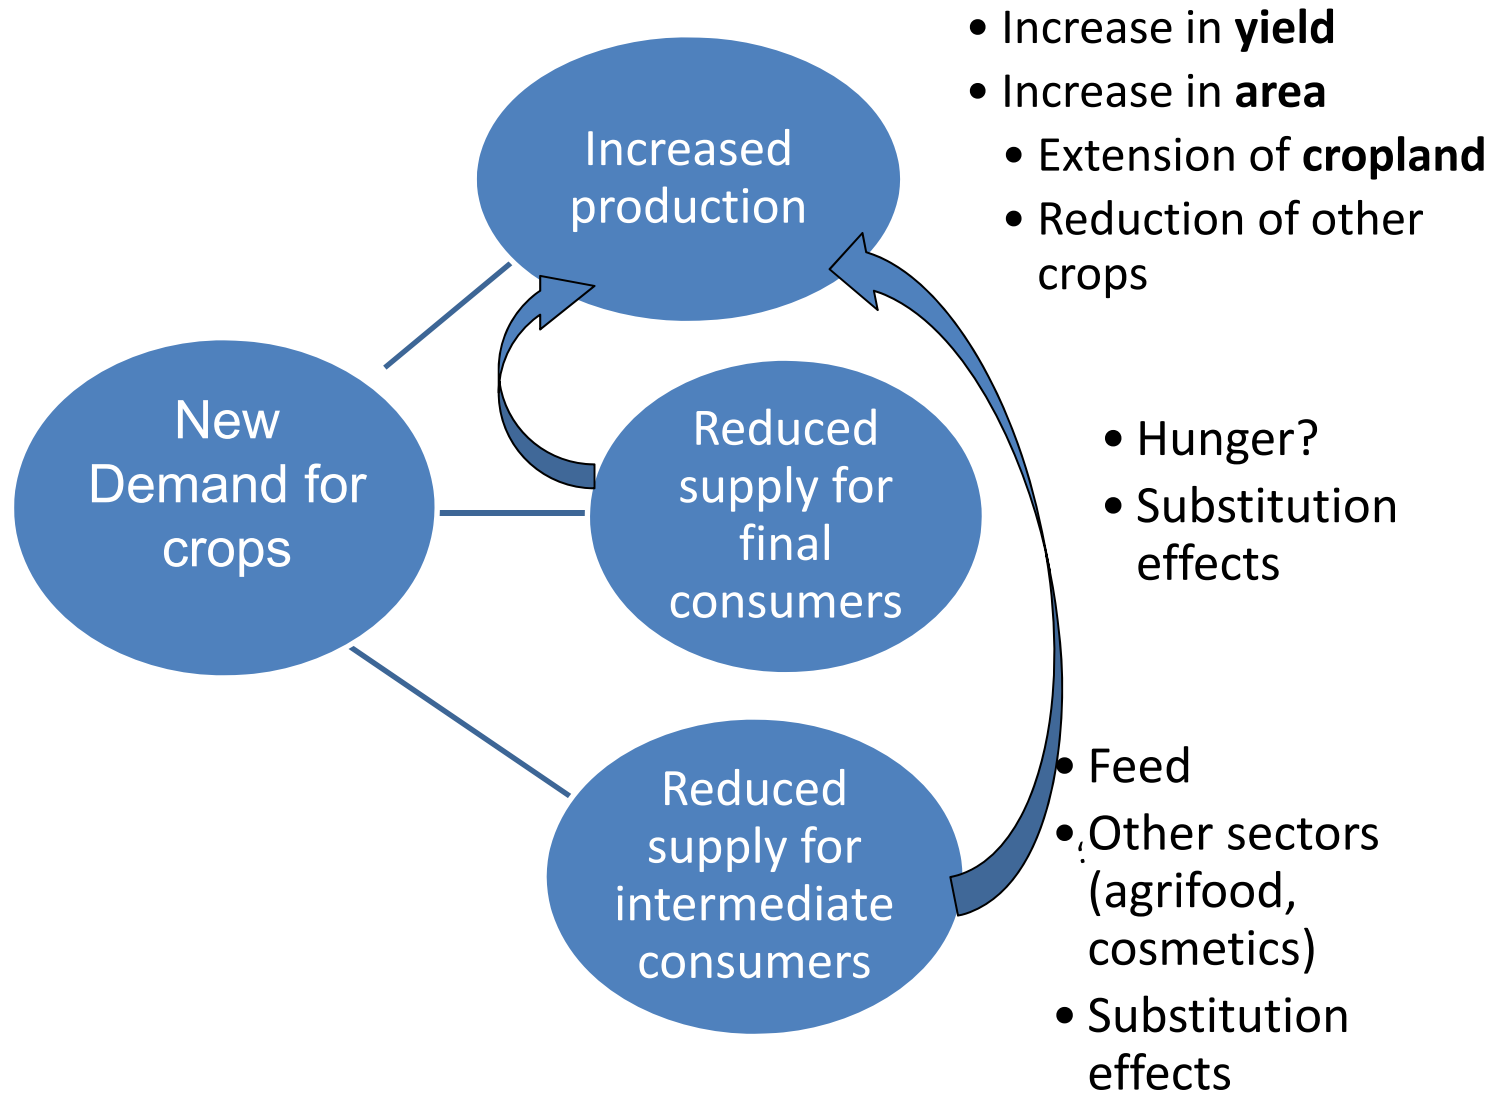 • Increase in yield
• Increase in area
• Extension of cropland
• Reduction of other
crops
Increased
production
New
Demand for
crops
Reduced
supply for
final
consumers
• Hunger?
• Substitution
effects
Reduced
supply for
intermediate
consumers
• Feed
• Other sectors
(agrifood,
cosmetics)
• Substitution
effects